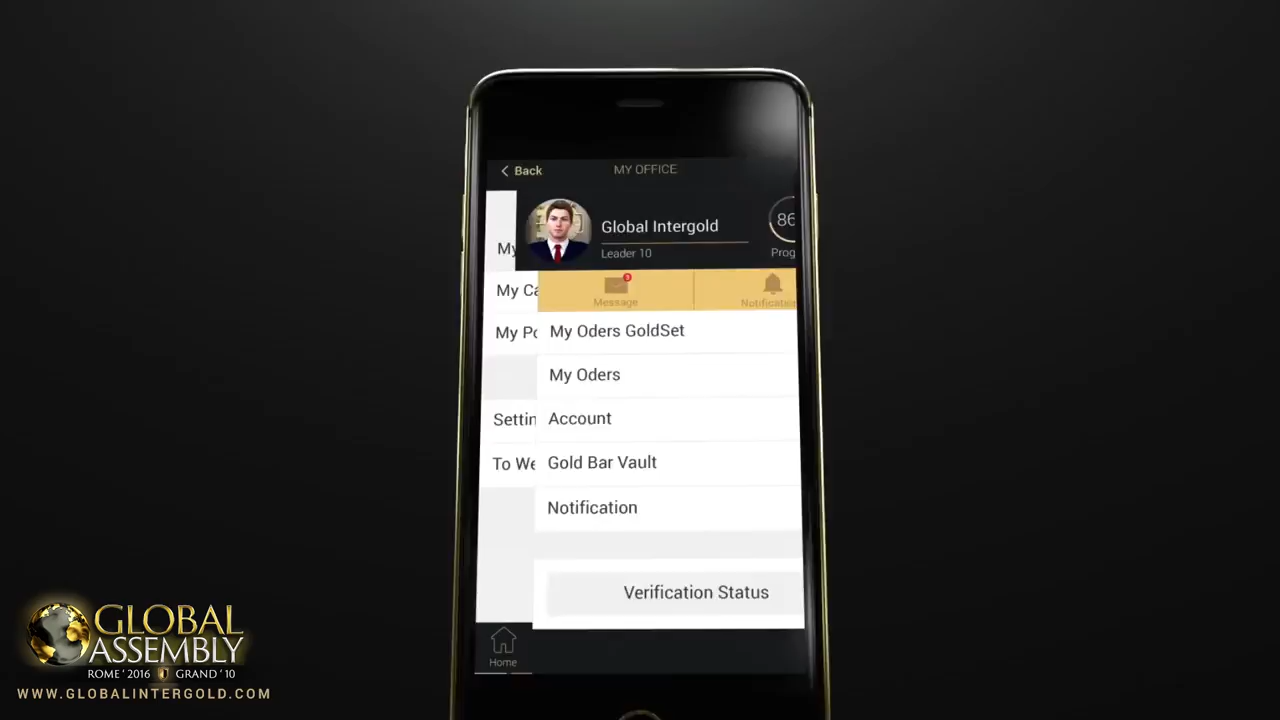 Back
MY OFFICE
Global Intergold
Leader 10
86
Prog
My
My Ca
My Po
Settin
To We
3
Message
Notification
My Oders GoldSet
My Oders
Account
Gold Bar Vault
Notification
Verification Status
Home
GLOBAL
ASSEMBLY
ROME ' 2016 GRAND ' 10
WWW.GLOBALINTERGOLD.COM